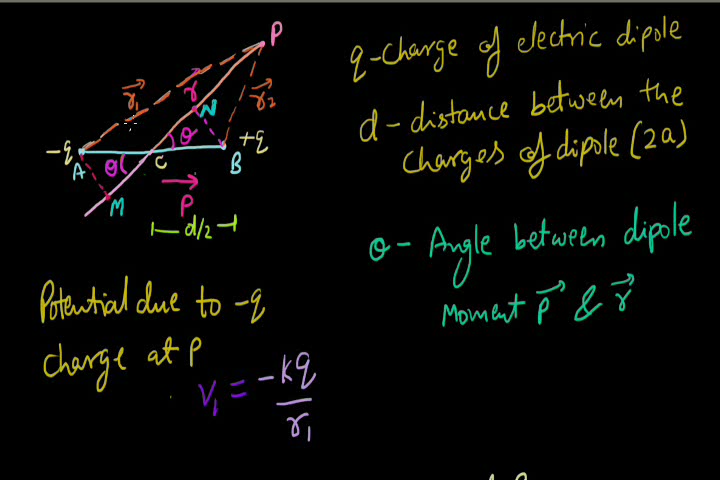 P
r₁
r
r₂
N
θ
-q
+q
A
θ
C
B
M
P
d/2
q-Charge of electric dipole
d-distance between the
charges of dipole (2a)
θ- Angle between dipole
Moment p & r
Potential due to -q
charge at P
V₁ = -kq
r₁